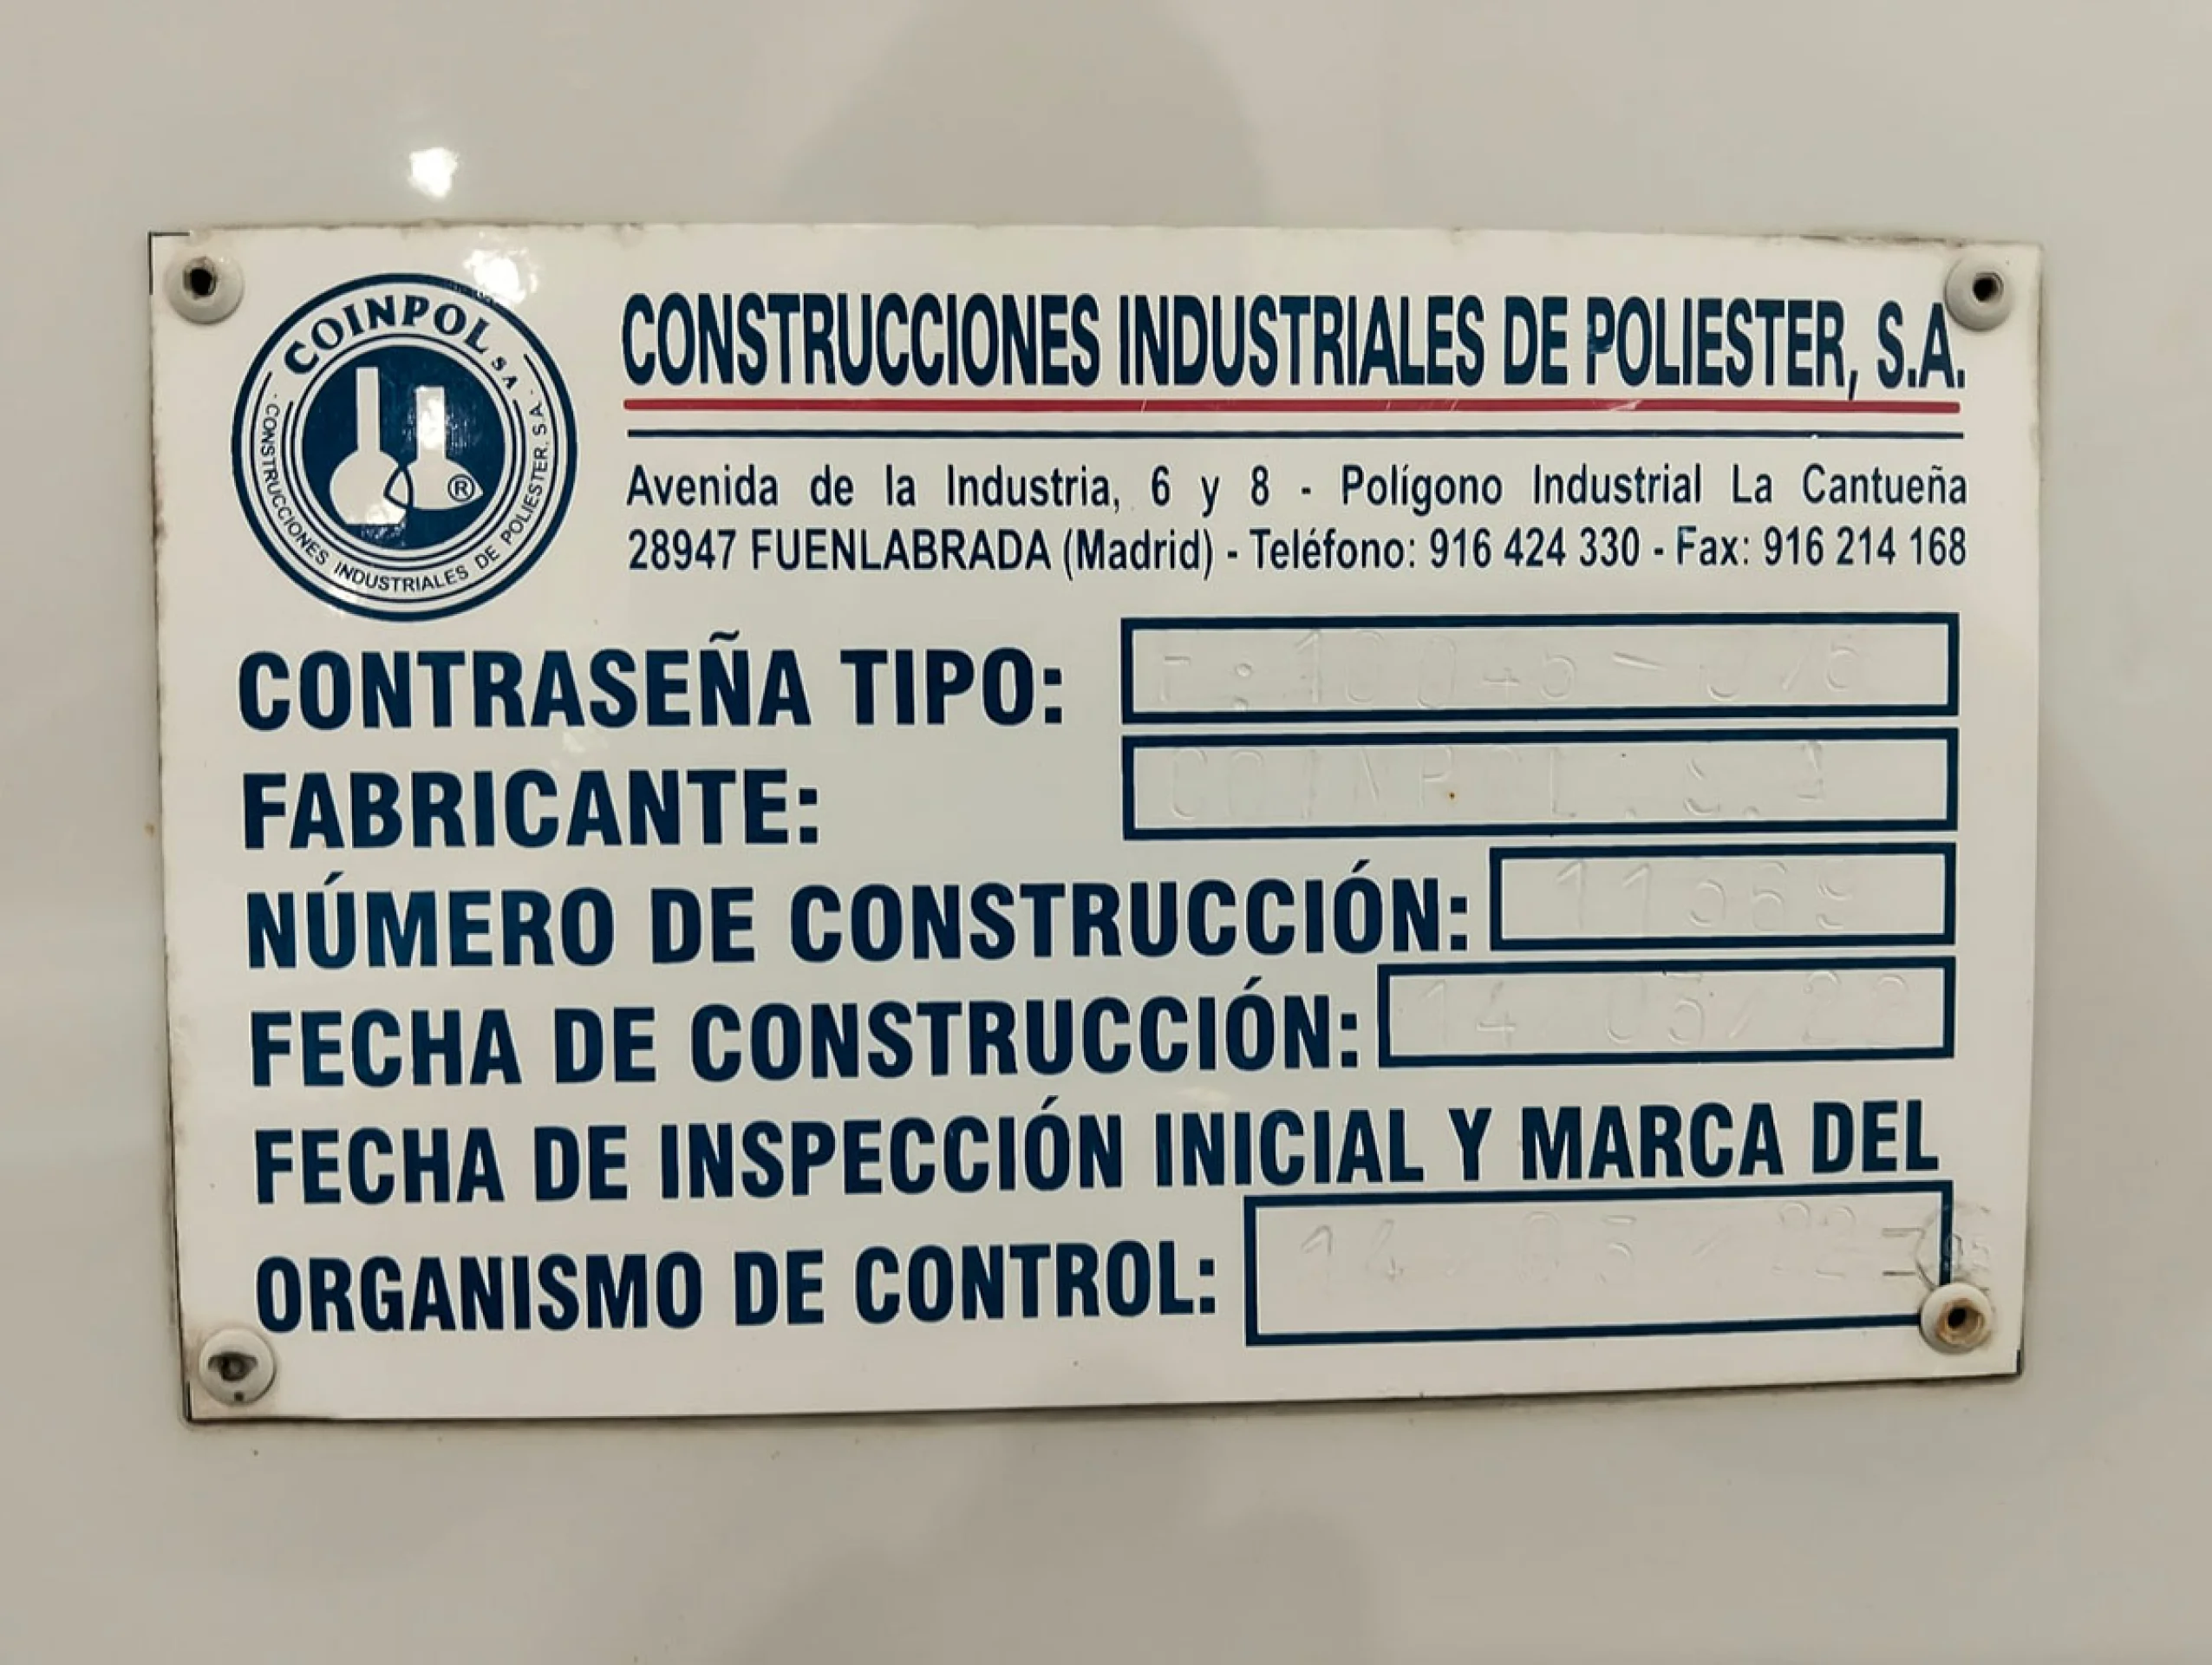 COINPOL S.A.
· CONSTRUCCIONES INDUSTRIALES DE POLIESTER, S.A. ·
®
CONSTRUCCIONES INDUSTRIALES DE POLIESTER, S.A.
Avenida de la Industria, 6 y 8 - Polígono Industrial La Cantueña
28947 FUENLABRADA (Madrid) - Teléfono: 916 424 330 - Fax: 916 214 168
CONTRASEÑA TIPO:
FABRICANTE: COINPOL.S.A
NÚMERO DE CONSTRUCCIÓN:
FECHA DE CONSTRUCCIÓN:
FECHA DE INSPECCIÓN INICIAL Y MARCA DEL
ORGANISMO DE CONTROL: